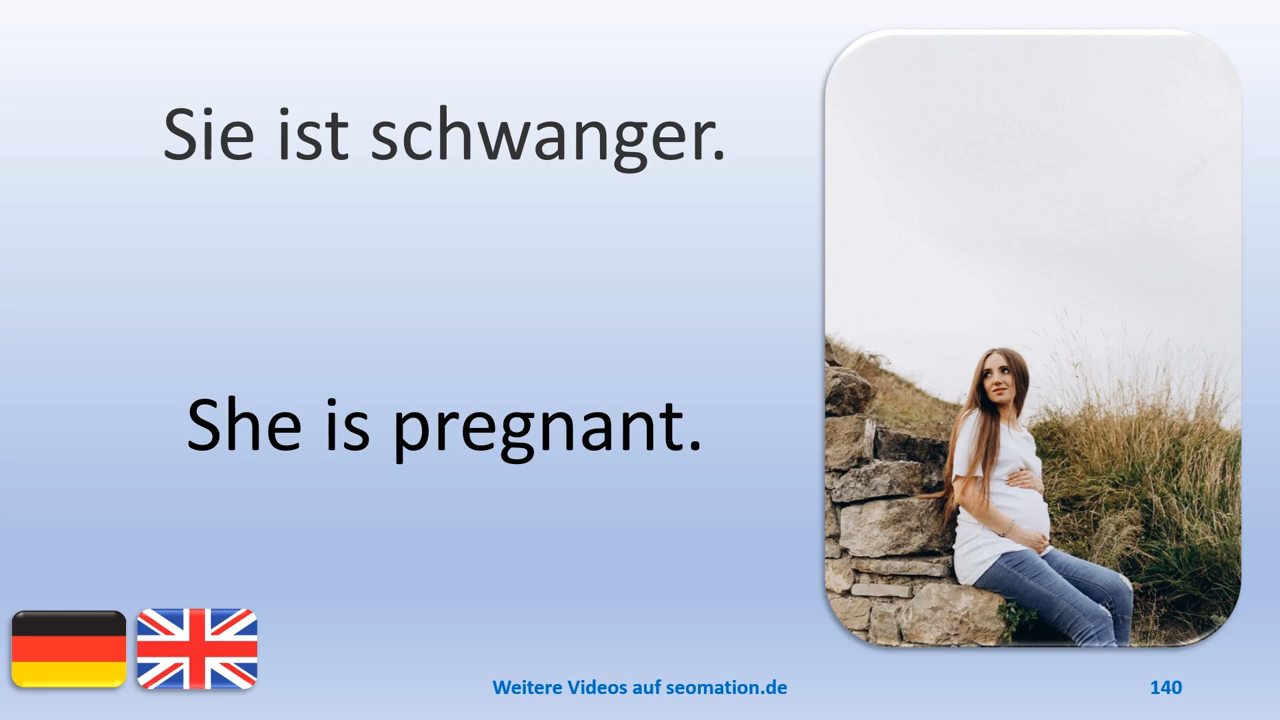 Sie ist schwanger.
She is pregnant.
Weitere Videos auf seomation.de
140